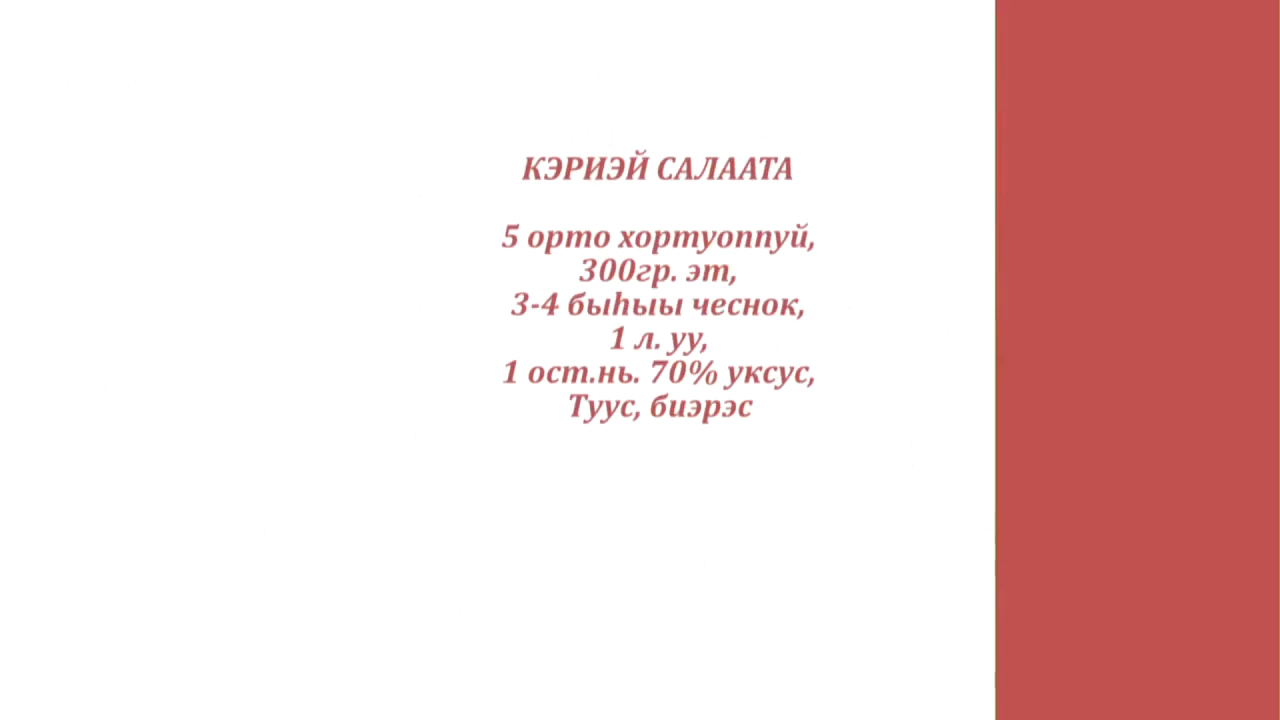 КЭРИЭЙ САЛААТА
5 орто хортуоппуй,
300гр. эт,
3-4 быһыы чеснок,
1 л. уу,
1 ост.нь. 70% уксус,
Туус, биэрэс